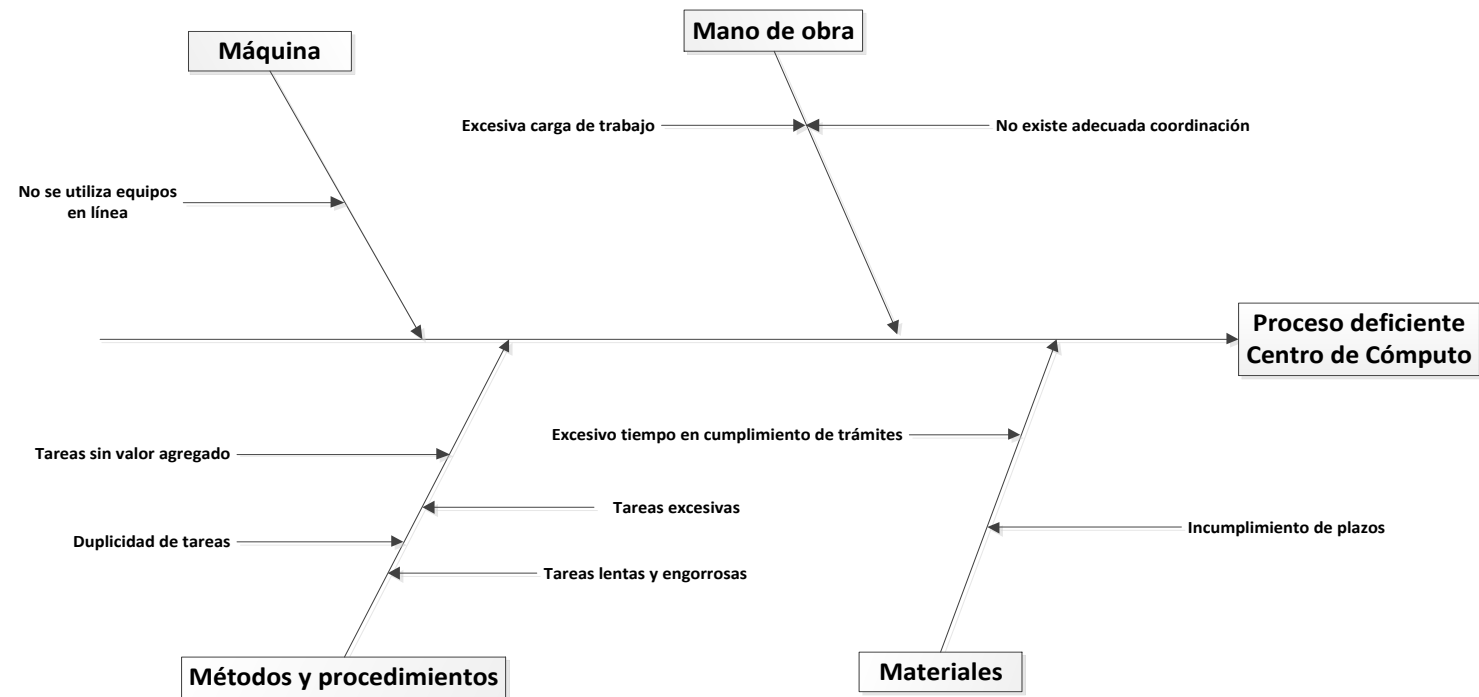 Mano de obra
Máquina
Excesiva carga de trabajo
No existe adecuada coordinación
No se utiliza equipos
en línea
Proceso deficiente
Centro de Cómputo
Excesivo tiempo en cumplimiento de trámites
Tareas sin valor agregado
Tareas excesivas
Incumplimiento de plazos
Duplicidad de tareas
Tareas lentas y engorrosas
Métodos y procedimientos
Materiales